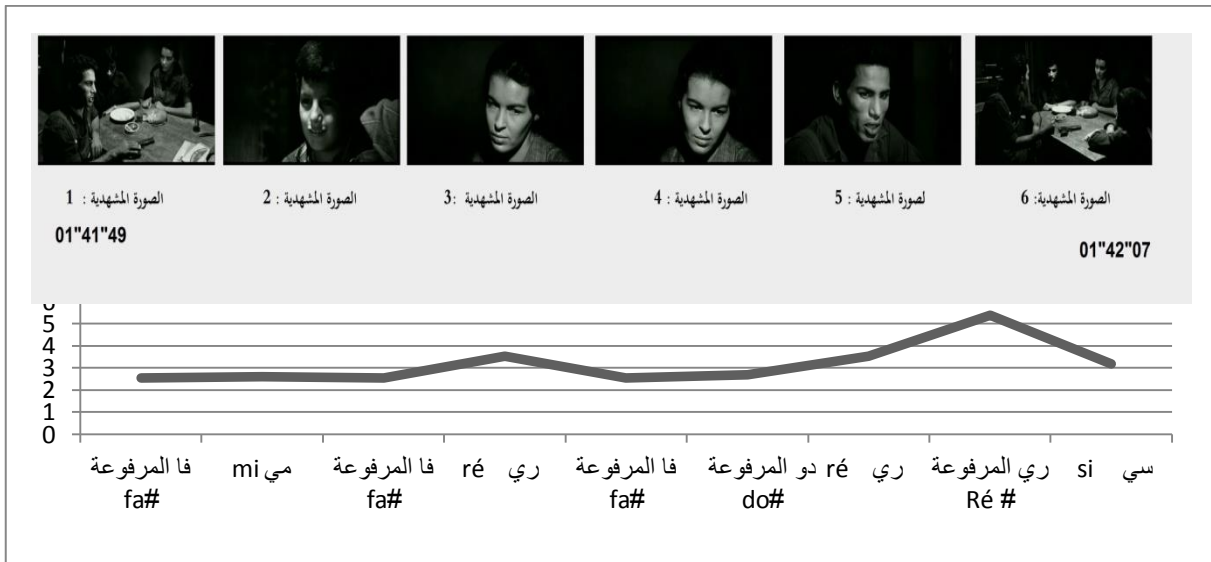 الصورة المشهدية : 1
الصورة المشهدية : 2
الصورة المشهدية :3
الصورة المشهدية : 4
لصورة المشهدية : 5
الصورة المشهدية: 6
01"41"49
01"42"07
6
5
4
3
2
1
0
فا المرفوعة
fa#
مي mi
فا المرفوعة
fa#
ري ré
فا المرفوعة
fa#
دو المرفوعة
do#
ري ré
ري المرفوعة
Ré #
سي si